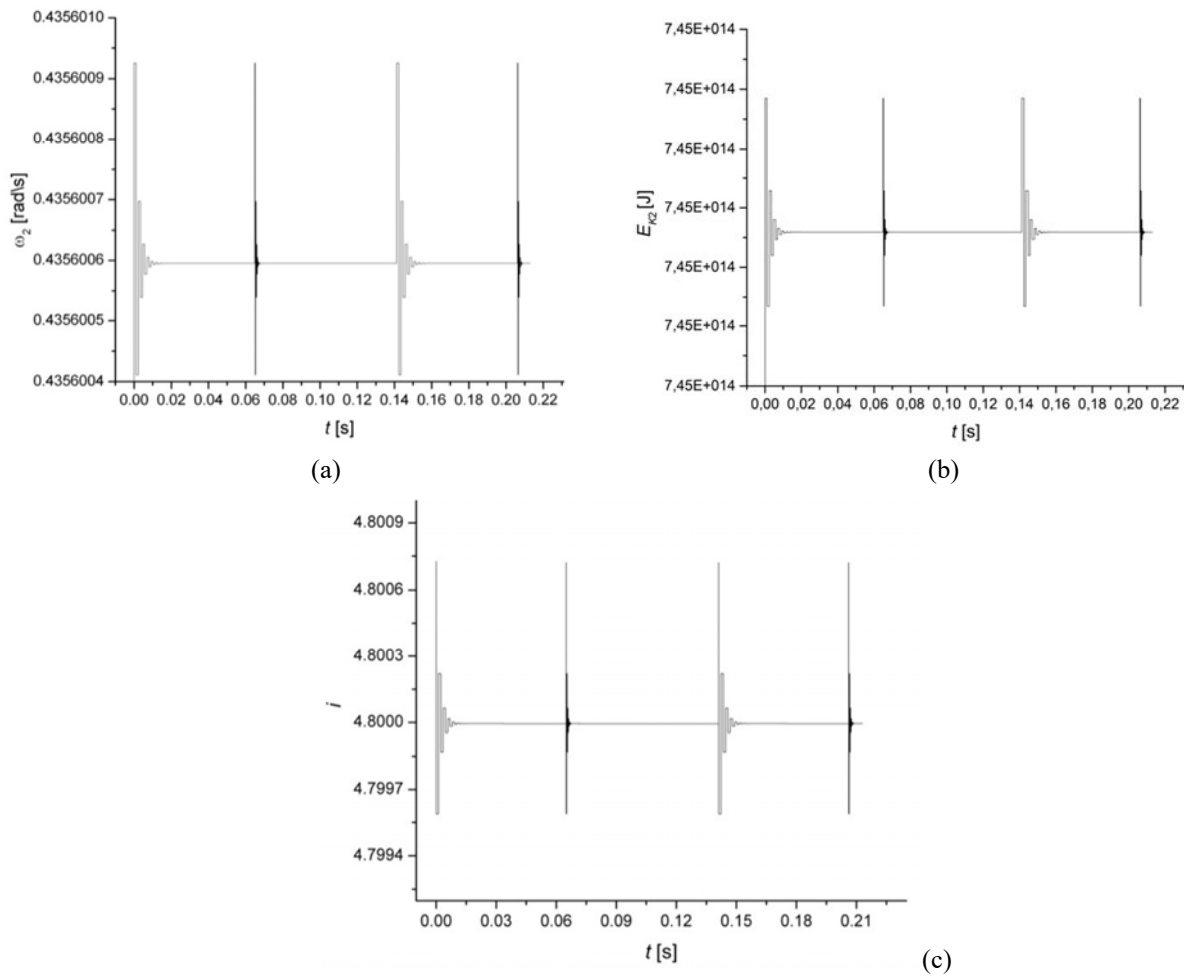 0.4356010
0.4356009
0.4356008
0.4356007
0.4356006
0.4356005
0.4356004
ω2 [rad\s]
0.00 0.02 0.04 0.06 0.08 0.10 0.12 0.14 0.16 0.18 0.20 0.22
t [s]
(a)
7,45E+014
7,45E+014
7,45E+014
7,45E+014
7,45E+014
7,45E+014
7,45E+014
EK2 [J]
0,00 0,02 0,04 0,06 0,08 0,10 0,12 0,14 0,16 0,18 0,20 0,22
t [s]
(b)
4.8009
4.8006
4.8003
4.8000
4.7997
4.7994
i
0.00 0.03 0.06 0.09 0.12 0.15 0.18 0.21
t [s]
(c)